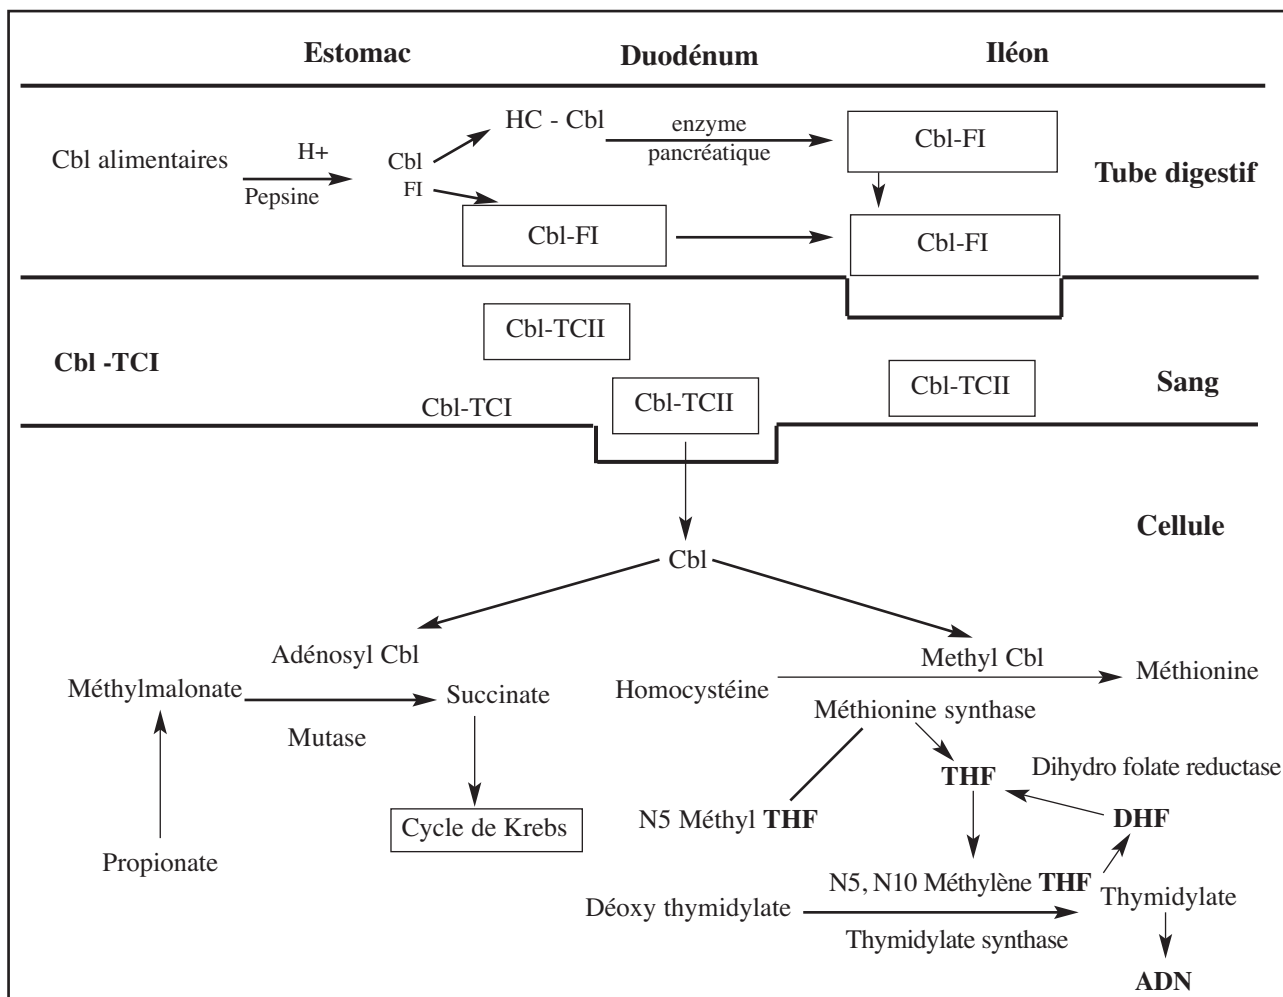 Estomac
Duodénum
Iléon
Cbl alimentaires
H+
Pepsine
Cbl
FI
HC - Cbl
enzyme
pancréatique
Cbl-FI
Tube digestif
Cbl-FI
Cbl-FI
Cbl-TCII
Cbl -TCI
Cbl-TCI
Cbl-TCII
Cbl-TCII
Sang
Cellule
Cbl
Adénosyl Cbl
Méthylmalonate
Succinate
Mutase
Cycle de Krebs
Propionate
Methyl Cbl
Homocystéine
Méthionine
Méthionine synthase
THF
Dihydro folate reductase
N5 Méthyl THF
DHF
N5, N10 Méthylène THF
Déoxy thymidylate
Thymidylate
Thymidylate synthase
ADN